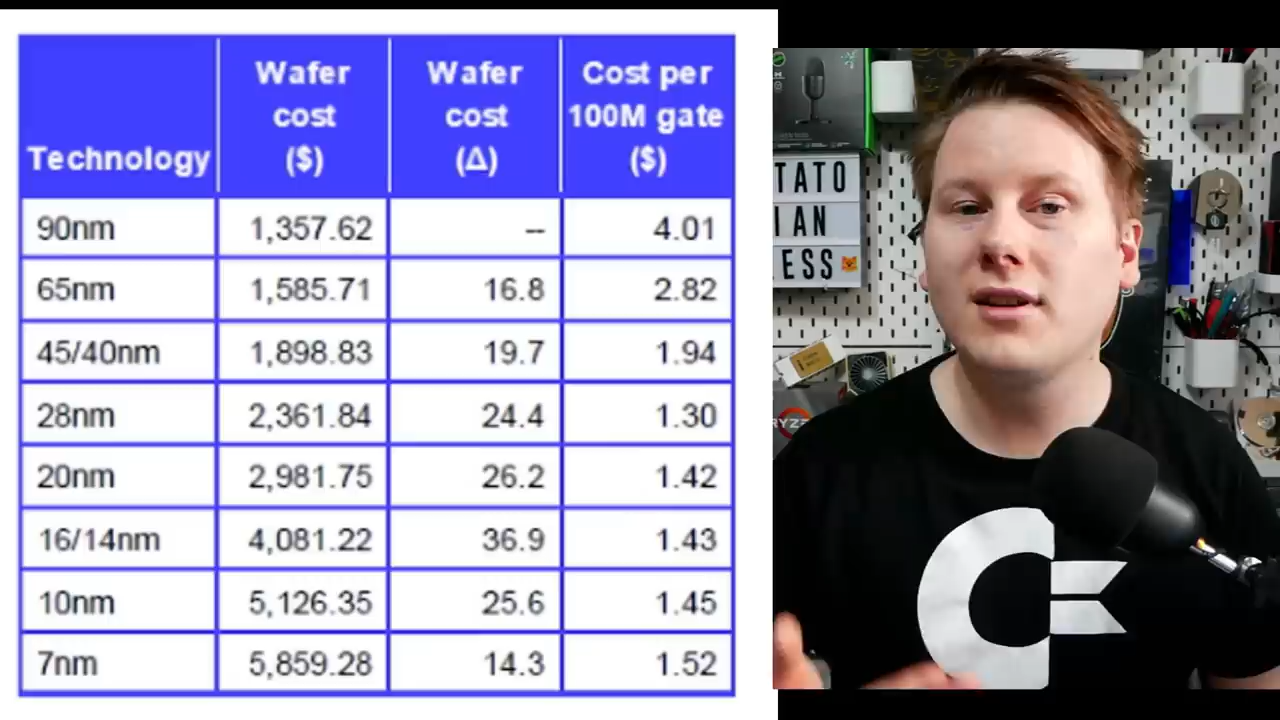 Technology Wafer cost ($) Wafer cost (Δ) Cost per 100M gate ($)
90nm 1,357.62 -- 4.01
65nm 1,585.71 16.8 2.82
45/40nm 1,898.83 19.7 1.94
28nm 2,361.84 24.4 1.30
20nm 2,981.75 26.2 1.42
16/14nm 4,081.22 36.9 1.43
10nm 5,126.35 25.6 1.45
7nm 5,859.28 14.3 1.52
TATO
IAN
LESS
RYZE